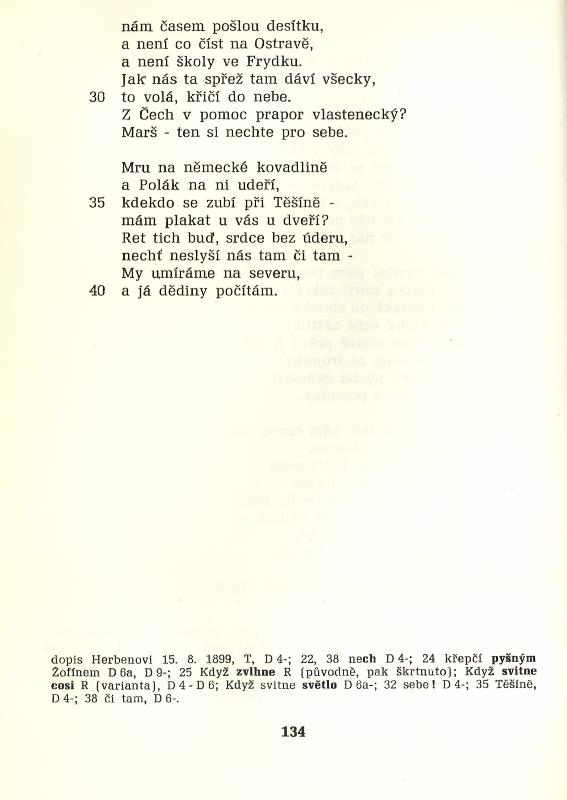 nám časem pošlou desítku,
a není co číst na Ostravě,
a není školy ve Frydku.
Jak nás ta spřež tam dáví všecky,
30 to volá, křičí do nebe.
Z Čech v pomoc prapor vlastenecký?
Marš - ten si nechte pro sebe.
Mru na německé kovadlině
a Polák na ni udeří,
35 kdekdo se zubí při Těšíně -
mám plakat u vás u dveří?
Ret tich buď, srdce bez úderu,
nechť neslyší nás tam či tam -
My umíráme na severu,
40 a já dědiny počítám.
dopis Herbenovi 15. 8. 1899, T, D 4-; 22, 38 nech D 4-; 24 křepčí pyšným
Žofínem D 6a, D 9-; 25 Když zvlhne R (původně, pak škrtnuto); Když svitne
cosi R (varianta), D 4 - D 6; Když svitne světlo D 6a-; 32 sebe! D 4-; 35 Těšíně,
D 4-; 38 či tam, D 6-.
134